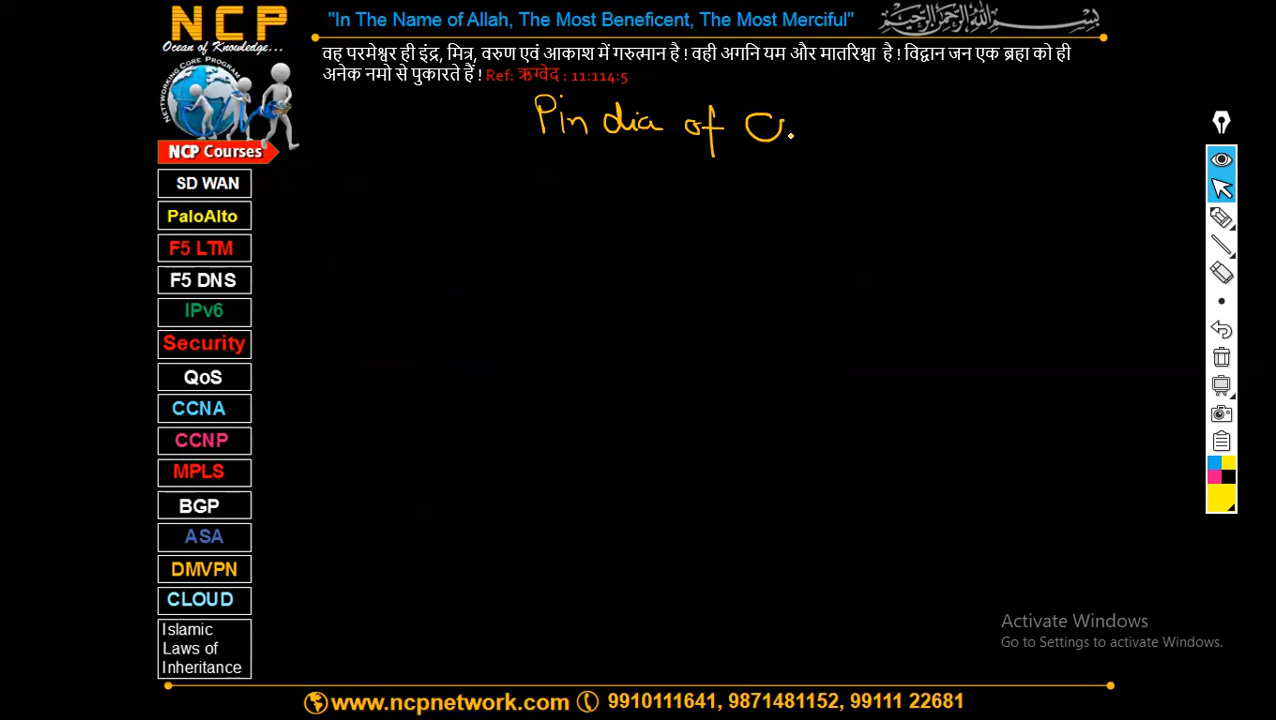 NCP
Ocean of Knowledge...
NETWORKING CORE PROGRAM
NCP Courses
"In The Name of Allah, The Most Beneficent, The Most Merciful"
वह परमेश्वर ही इंद्र, मित्र, वरुण एवं आकाश में गरुत्मान है ! वही अगनि यम और मातरिश्वा है ! विद्वान जन एक ब्रहा को ही
अनेक नमो से पुकारते हैं ! Ref: ऋग्वेद : 11:114:5
Pin dia of
SD WAN
PaloAlto
F5 LTM
F5 DNS
IPv6
Security
QoS
CCNA
CCNP
MPLS
BGP
ASA
DMVPN
CLOUD
Islamic
Laws of
Inheritance
Activate Windows
Go to Settings to activate Windows.
www.ncpnetwork.com 9910111641, 9871481152, 99111 22681